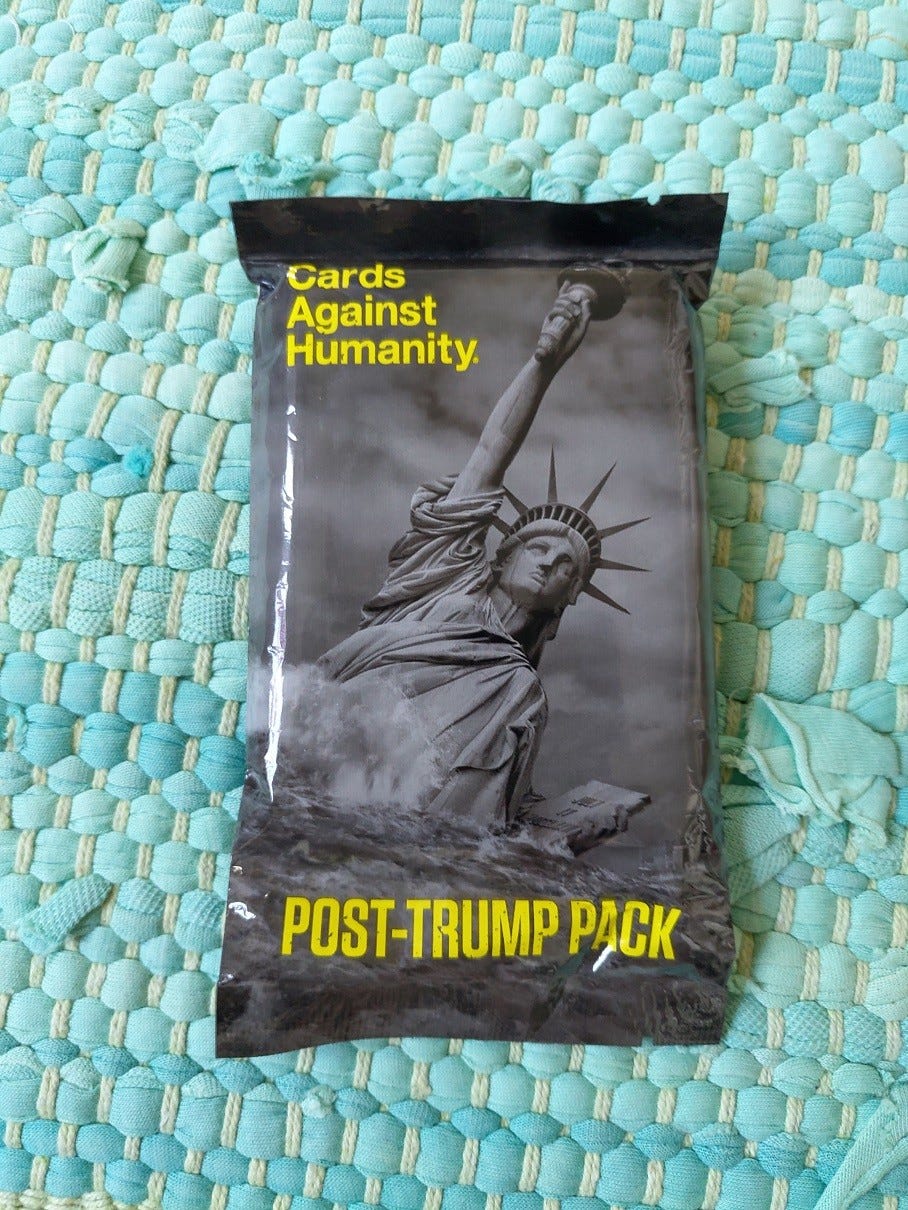 Cards
Against
Humanity.
POST-TRUMP PACK